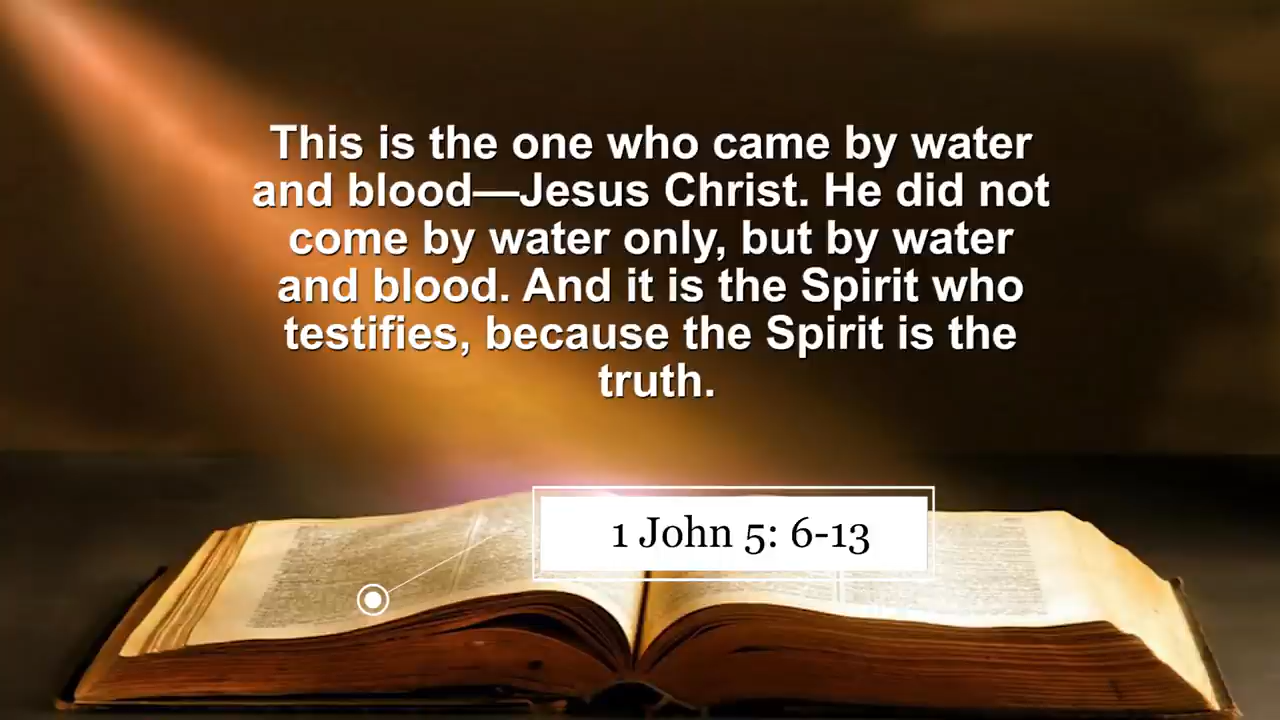 This is the one who came by water
and blood—Jesus Christ. He did not
come by water only, but by water
and blood. And it is the Spirit who
testifies, because the Spirit is the
truth.
1 John 5: 6-13